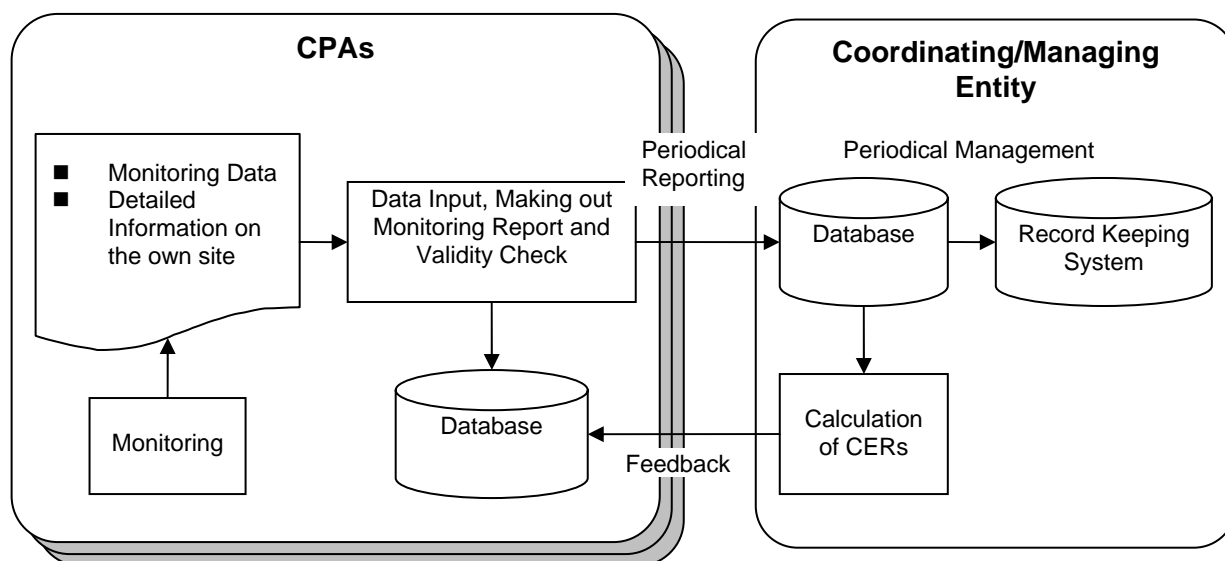 CPAs
■ Monitoring Data
■ Detailed
Information on
the own site
Data Input, Making out
Monitoring Report and
Validity Check
Monitoring
Database
Periodical
Reporting
Feedback
Coordinating/Managing
Entity
Periodical Management
Database
Record Keeping
System
Calculation
of CERs